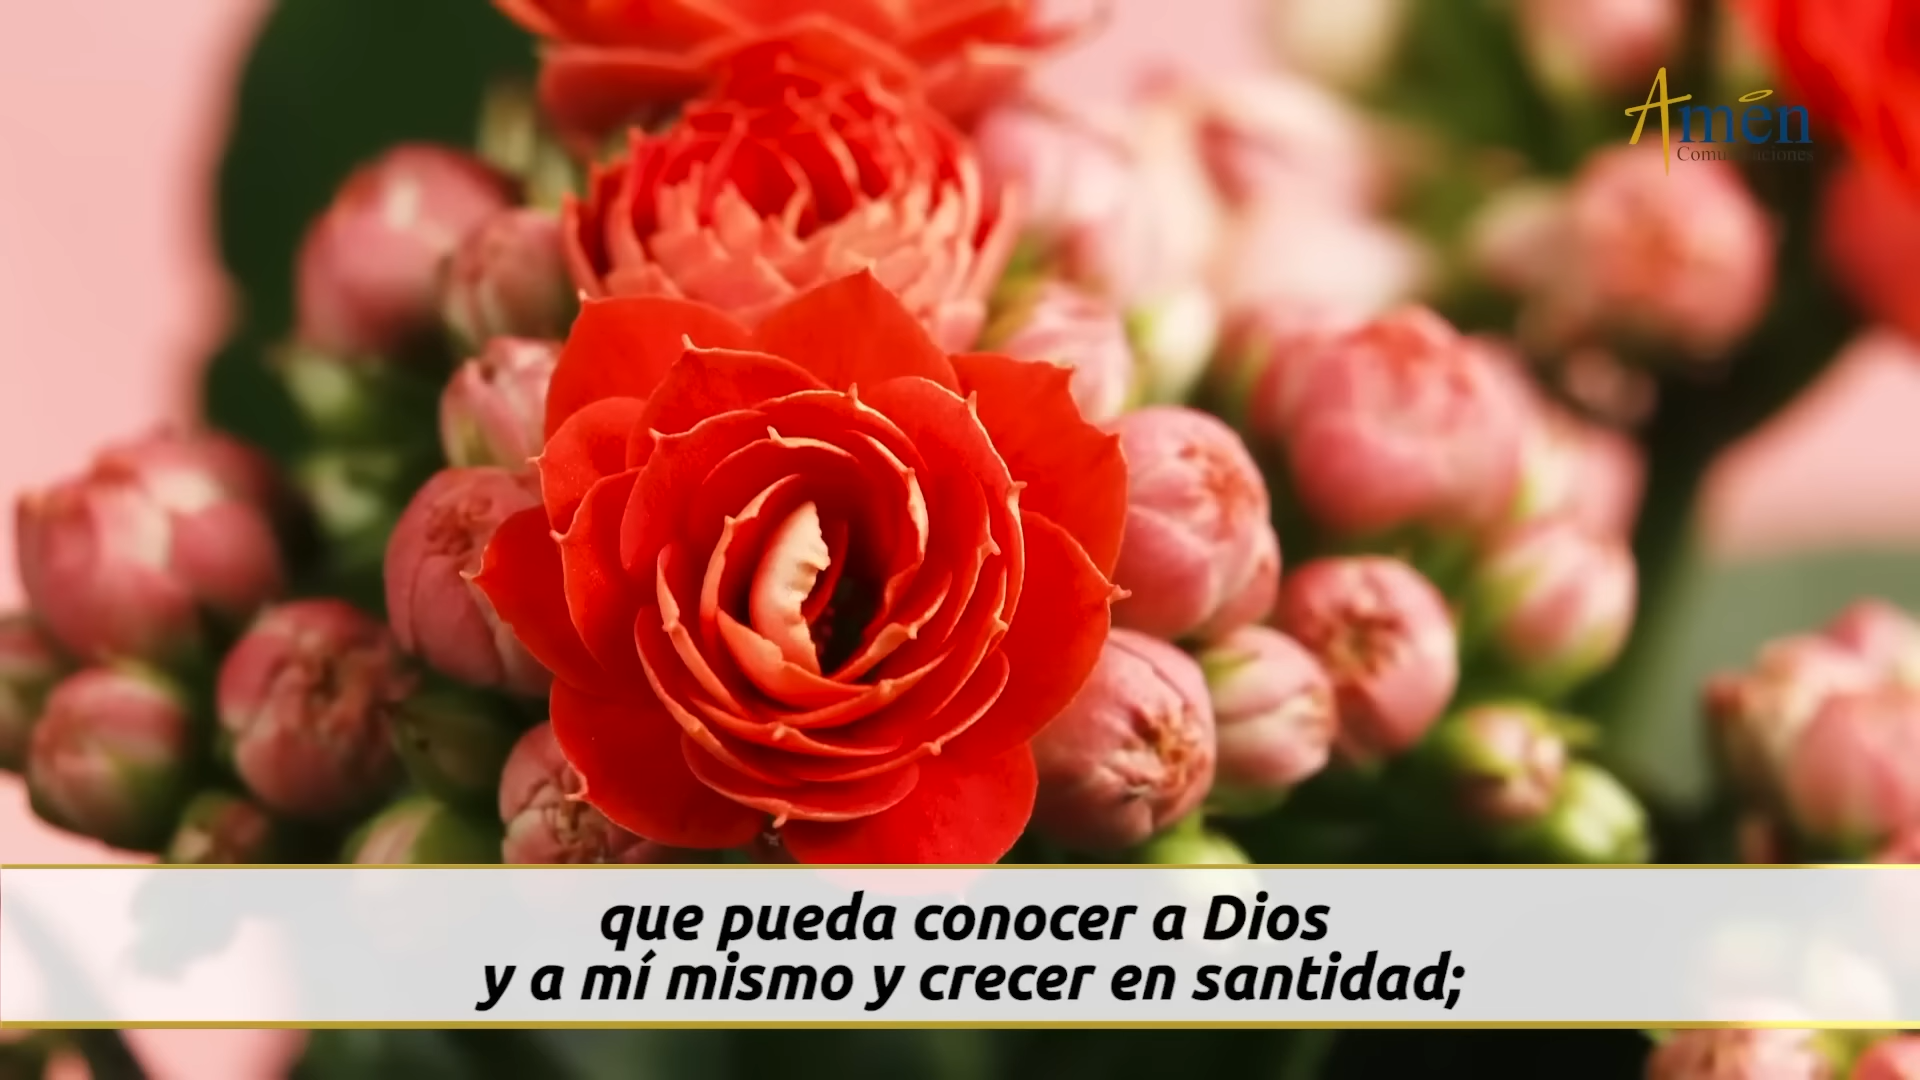 Amén
Comunicaciones
que pueda conocer a Dios
y a mí mismo y crecer en santidad;